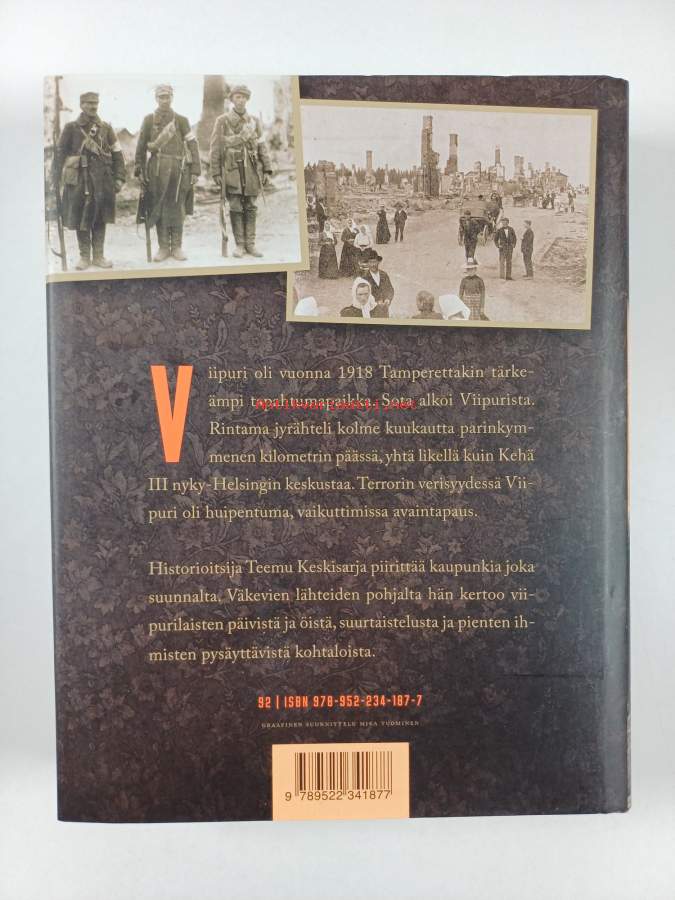 Viipuri oli vuonna 1918 Tamperettakin tärke-
ämpi tapahtumapaikka. Sota alkoi Viipurista.
Rintama jyrähteli kolme kuukautta parinkym-
menen kilometrin päässä, yhtä likellä kuin Kehä
III nyky-Helsingin keskustaa. Terrorin verisyydessä Vii-
puri oli huipentuma, vaikuttimissa avaintapaus.
Historioitsija Teemu Keskisarja piirittää kaupunkia joka
suunnalta. Väkevien lähteiden pohjalta hän kertoo vii-
purilaisten päivistä ja öistä, suurtaistelusta ja pienten ih-
misten pysäyttävistä kohtaloista.
92 | ISBN 978-952-234-187-7
GRAAFINEN SUUNNITTELU MIKA TUOMINEN
9 789522 341877